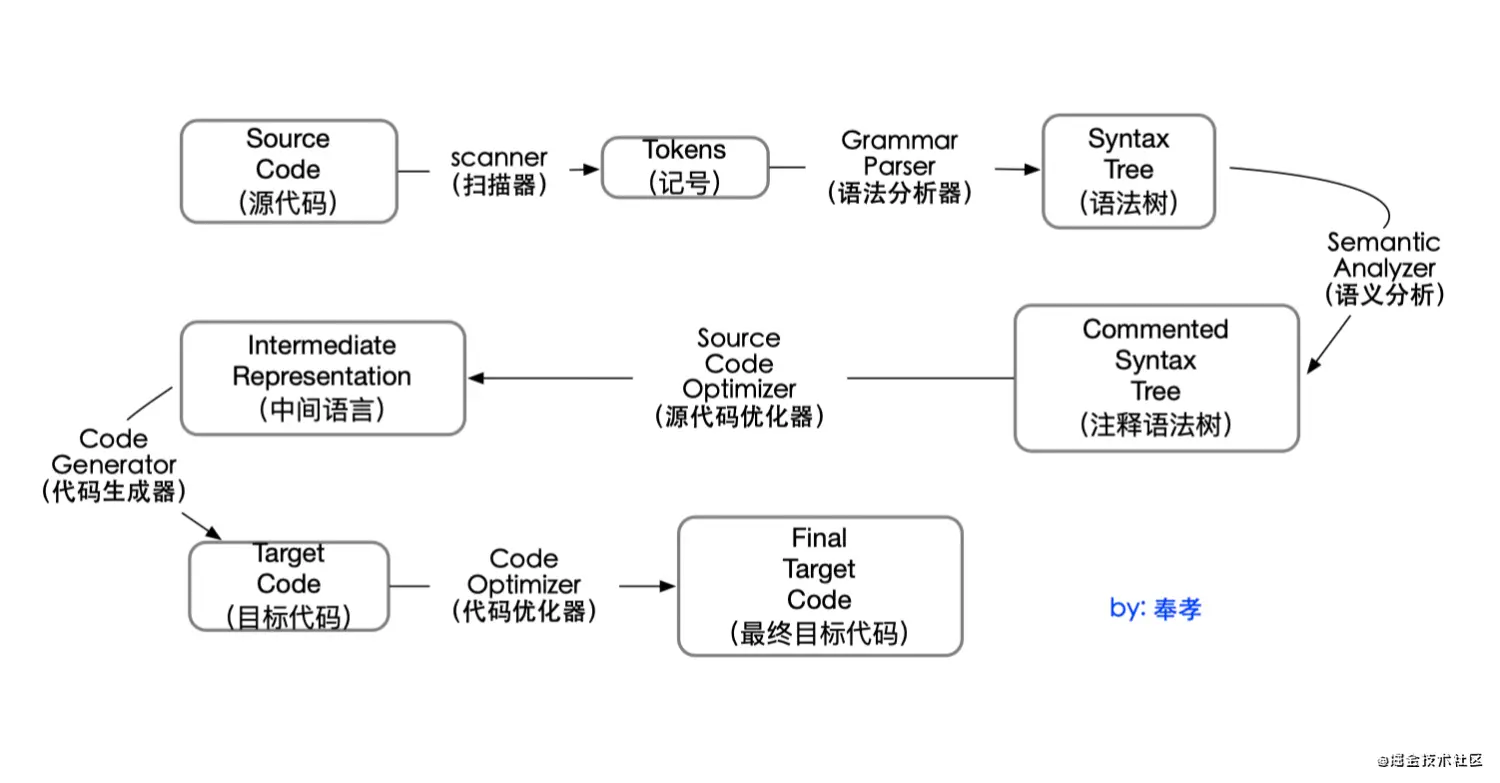 Source
Code
（源代码）
scanner
（扫描器）
Tokens
（记号）
Grammar
Parser
（语法分析器）
Syntax
Tree
（语法树）
Semantic
Analyzer
（语义分析）
Commented
Syntax
Tree
（注释语法树）
Source
Code
Optimizer
（源代码优化器）
Intermediate
Representation
（中间语言）
Code
Generator
（代码生成器）
Target
Code
（目标代码）
Code
Optimizer
（代码优化器）
Final
Target
Code
（最终目标代码）
by: 奉孝
@掘金技术社区